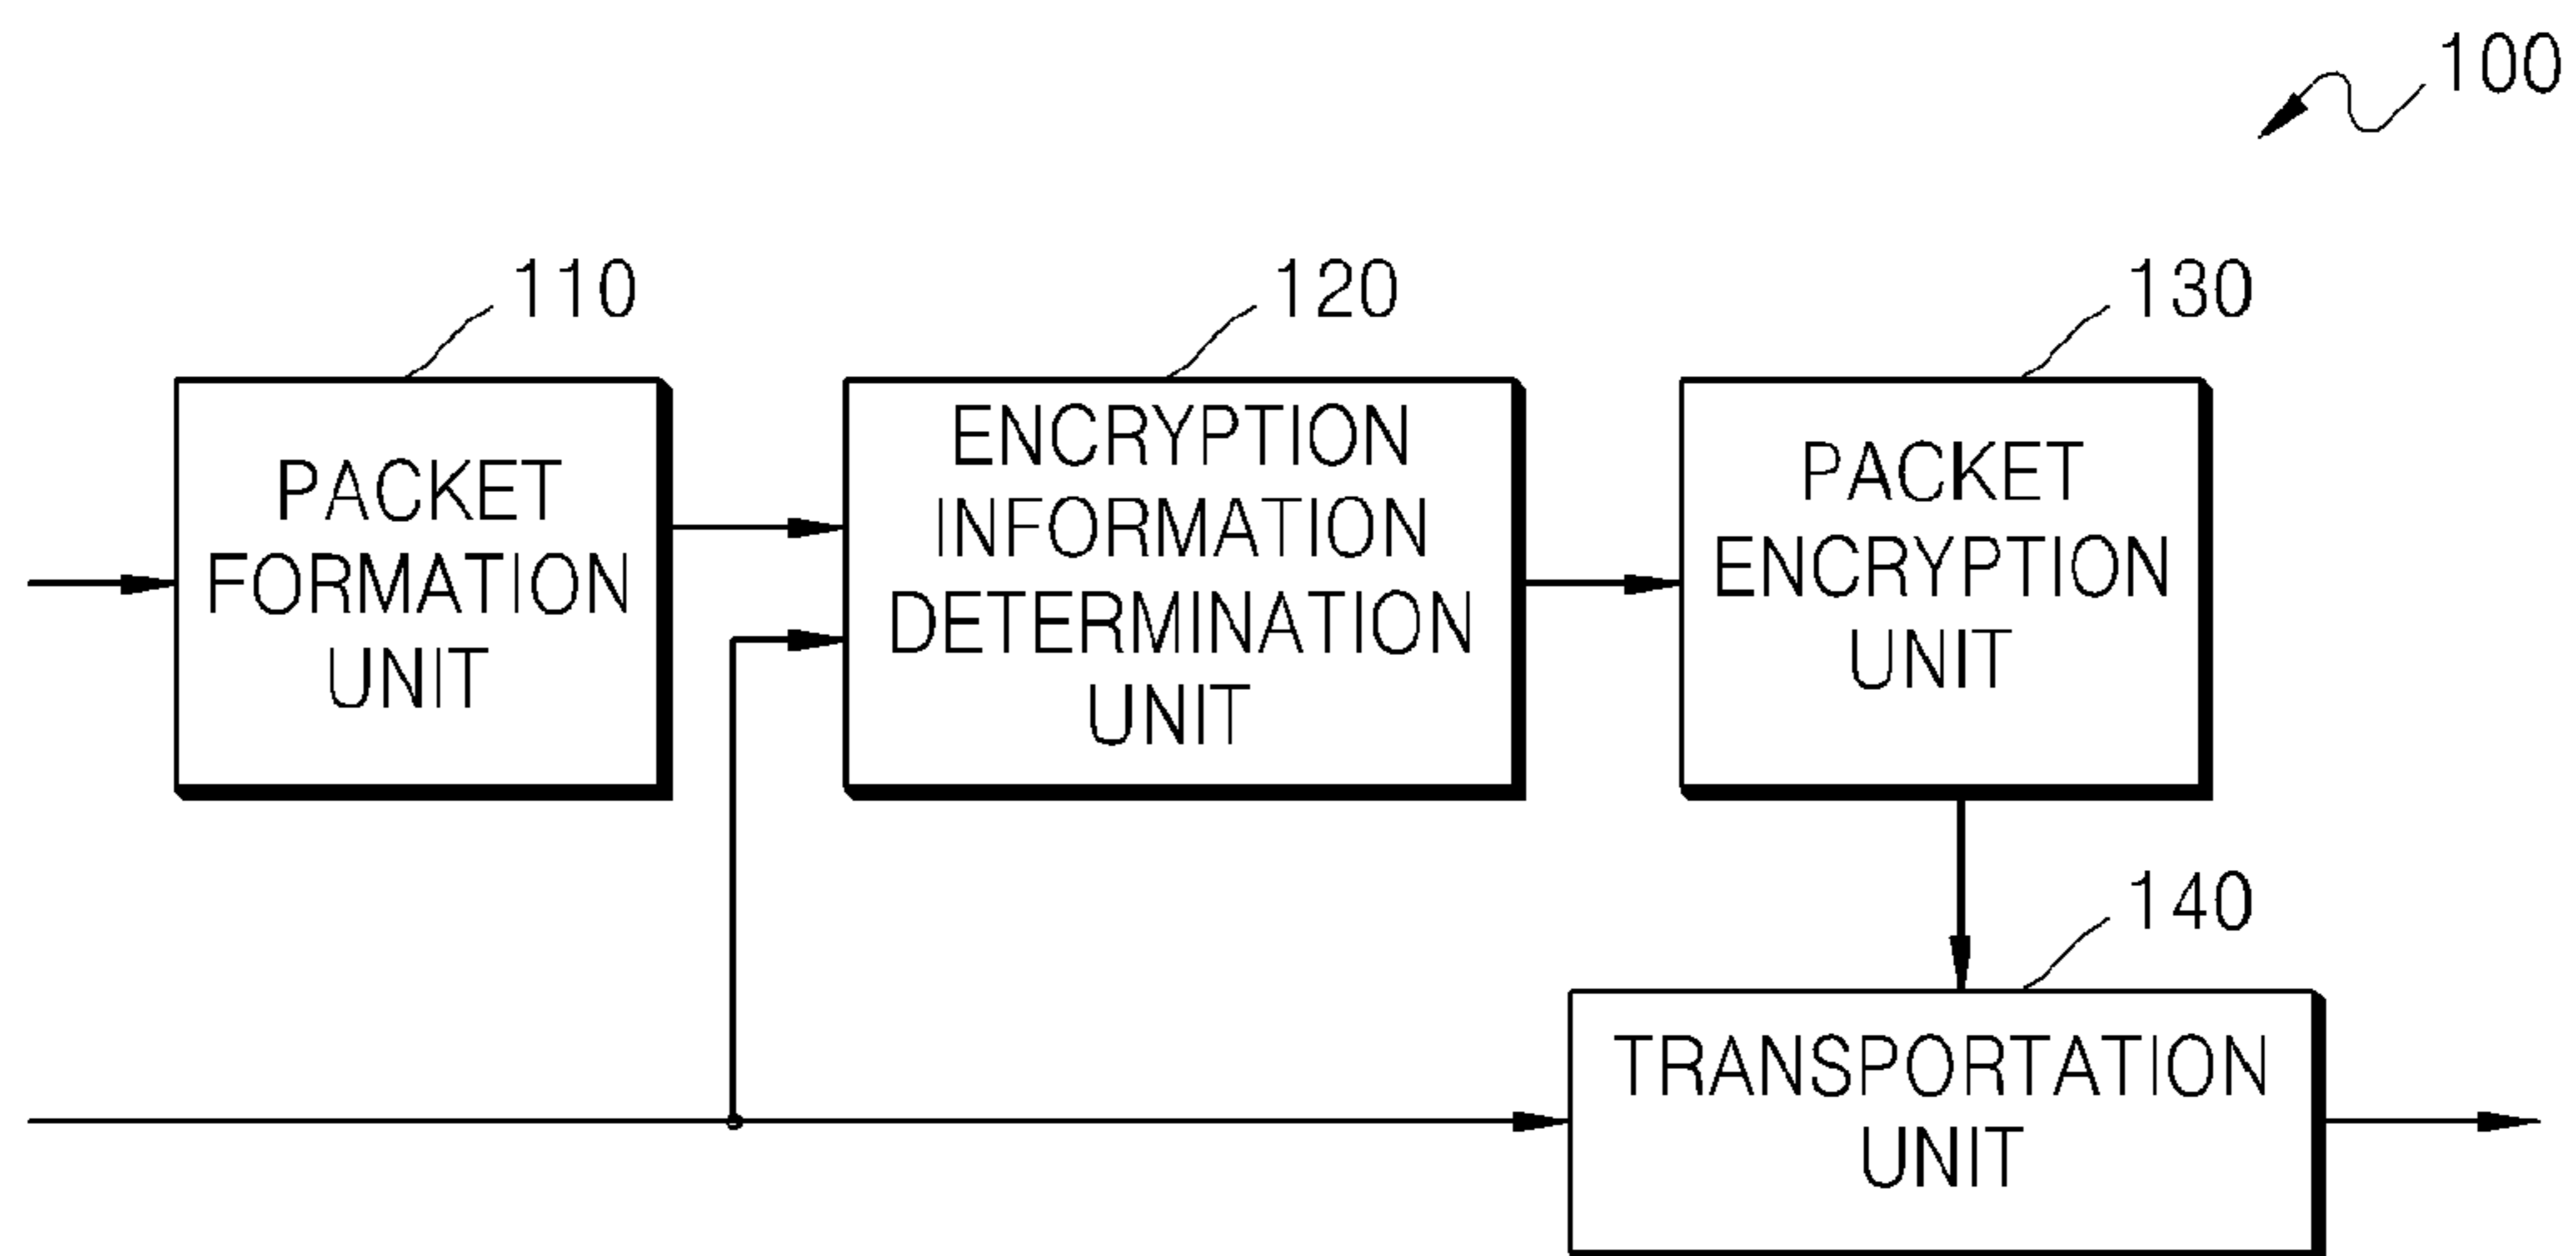 100
110
120
130
PACKET
FORMATION
UNIT
ENCRYPTION
INFORMATION
DETERMINATION
UNIT
PACKET
ENCRYPTION
UNIT
140
TRANSPORTATION
UNIT